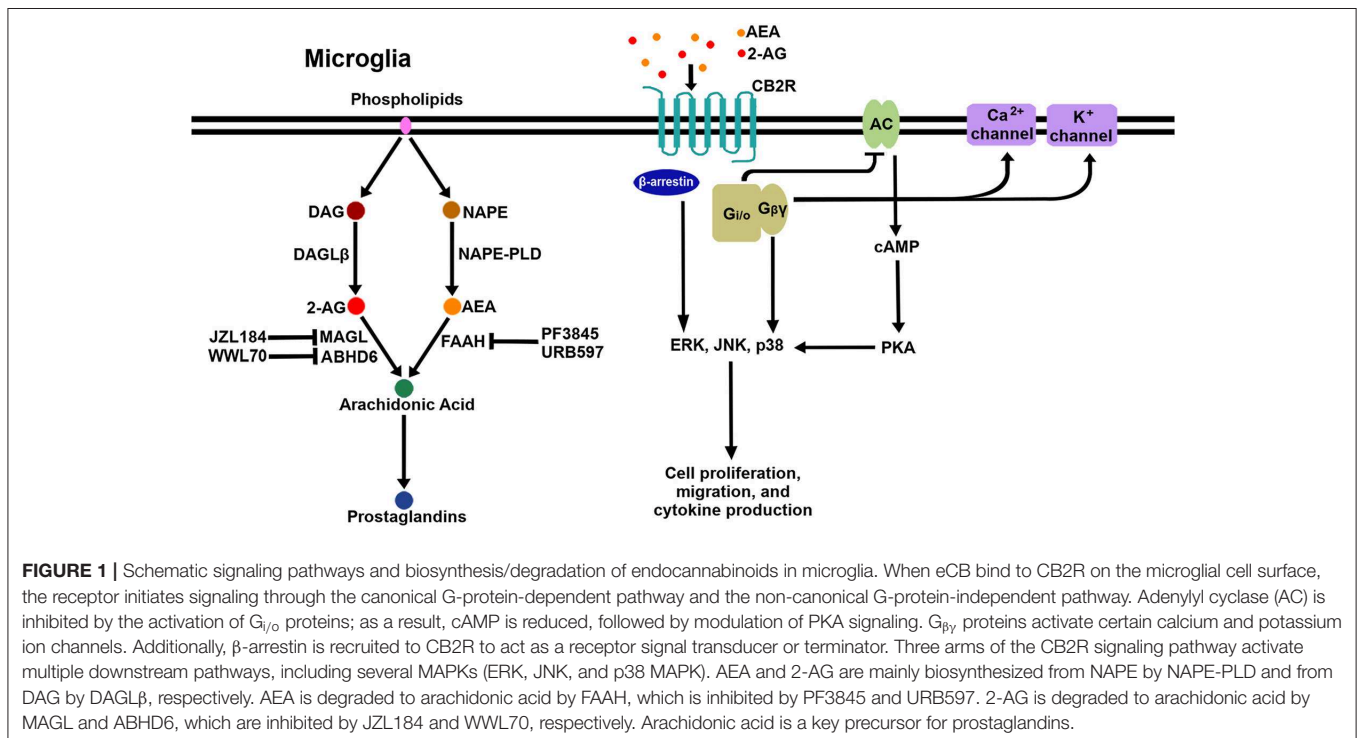 Microglia
Phospholipids
DAG
NAPE
DAGLβ
NAPE-PLD
2-AG
AEA
JZL184
MAGL
FAAH
PF3845
WWL70
ABHD6
URB597
Arachidonic Acid
Prostaglandins
AEA
2-AG
CB2R
AC
Ca2+
channel
K+
channel
β-arrestin
Gi/o
Gβγ
cAMP
ERK, JNK, p38
PKA
Cell proliferation,
migration, and
cytokine production
FIGURE 1 | Schematic signaling pathways and biosynthesis/degradation of endocannabinoids in microglia. When eCB bind to CB2R on the microglial cell surface,
the receptor initiates signaling through the canonical G-protein-dependent pathway and the non-canonical G-protein-independent pathway. Adenylyl cyclase (AC) is
inhibited by the activation of Gi/o proteins; as a result, cAMP is reduced, followed by modulation of PKA signaling. Gβγ proteins activate certain calcium and potassium
ion channels. Additionally, β-arrestin is recruited to CB2R to act as a receptor signal transducer or terminator. Three arms of the CB2R signaling pathway activate
multiple downstream pathways, including several MAPKs (ERK, JNK, and p38 MAPK). AEA and 2-AG are mainly biosynthesized from NAPE by NAPE-PLD and from
DAG by DAGLβ, respectively. AEA is degraded to arachidonic acid by FAAH, which is inhibited by PF3845 and URB597. 2-AG is degraded to arachidonic acid by
MAGL and ABHD6, which are inhibited by JZL184 and WWL70, respectively. Arachidonic acid is a key precursor for prostaglandins.